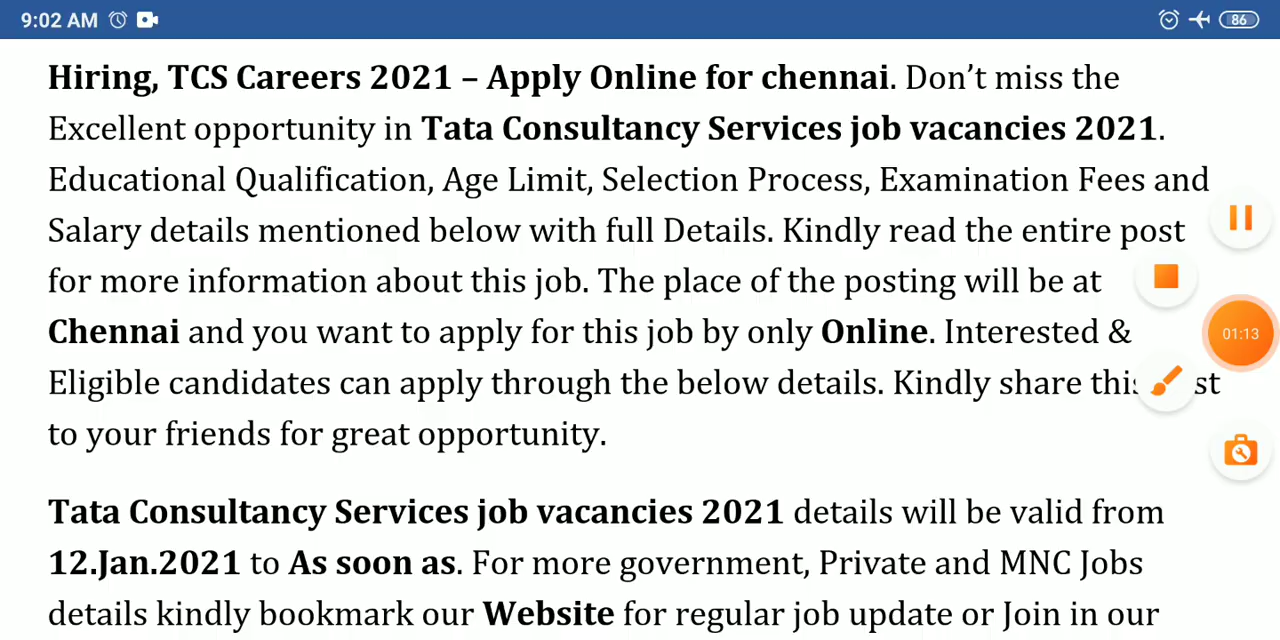 9:02 AM
86
Hiring, TCS Careers 2021 – Apply Online for chennai. Don’t miss the
Excellent opportunity in Tata Consultancy Services job vacancies 2021.
Educational Qualification, Age Limit, Selection Process, Examination Fees and
Salary details mentioned below with full Details. Kindly read the entire post
for more information about this job. The place of the posting will be at
Chennai and you want to apply for this job by only Online. Interested &
01:13
Eligible candidates can apply through the below details. Kindly share
to your friends for great opportunity.
Tata Consultancy Services job vacancies 2021 details will be valid from
12.Jan.2021 to As soon as. For more government, Private and MNC Jobs
details kindly bookmark our Website for regular job update or Join in our